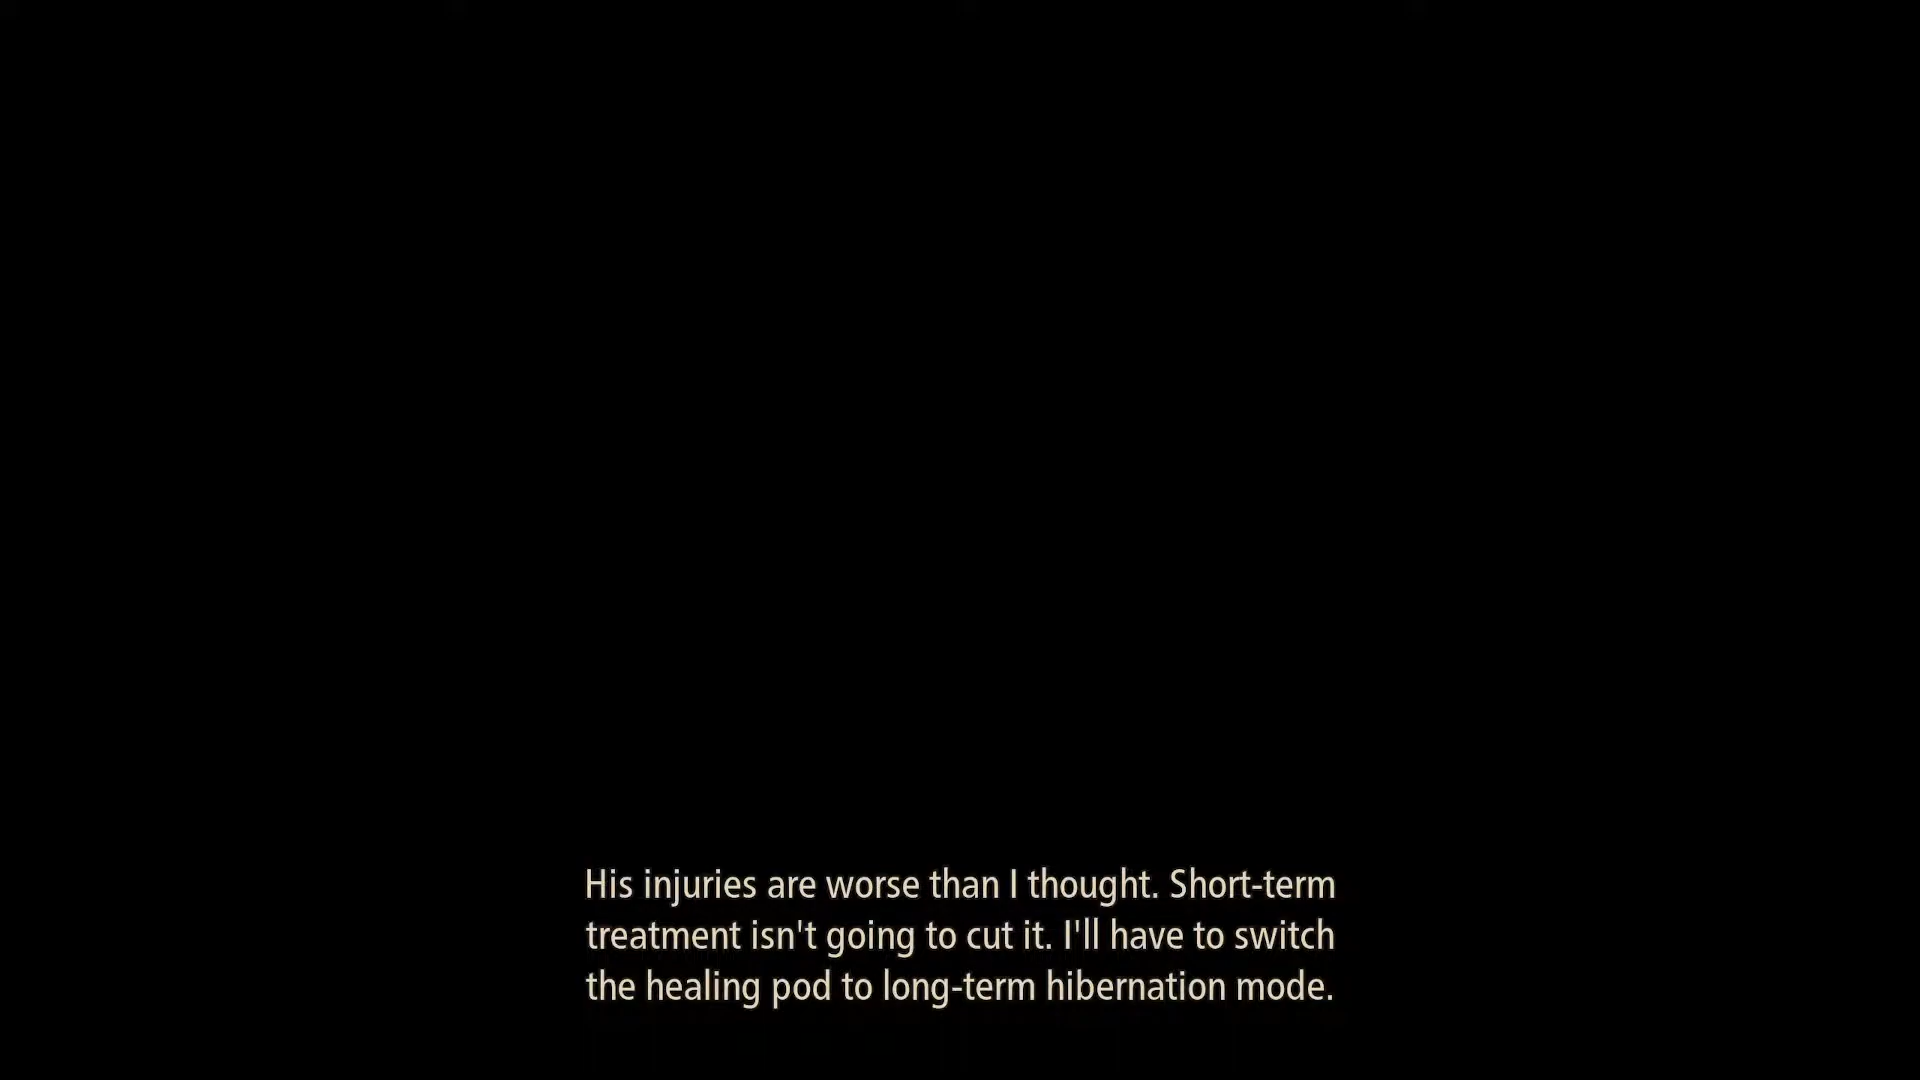 His injuries are worse than I thought. Short-term
treatment isn't going to cut it. I'll have to switch
the healing pod to long-term hibernation mode.